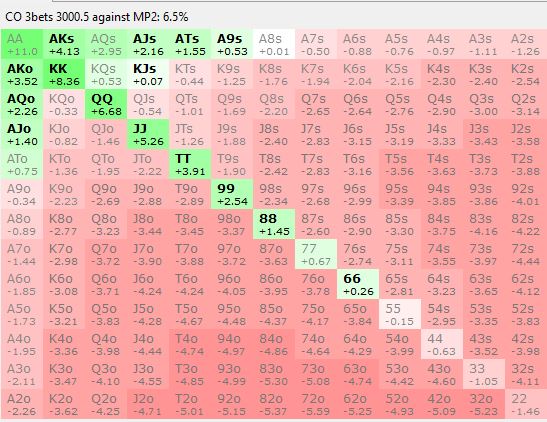 CO 3bets 3000.5 against MP2: 6.5%
AA AKs AQs AJs ATs A9s A8s A7s A6s A5s A4s A3s A2s
+11.0 +4.13 +2.95 +2.16 +1.55 +0.53 +0.01 -0.50 -0.88 -0.76 -0.97 -1.11 -1.26
AKo KK KQs KJs KTs K9s K8s K7s K6s K5s K4s K3s K2s
+3.52 +8.36 +0.53 +0.07 -0.44 -1.25 -1.76 -1.94 -2.04 -2.16 -2.30 -2.40 -2.54
AQo KQo QQ QJs QTs Q9s Q8s Q7s Q6s Q5s Q4s Q3s Q2s
+2.26 -0.33 +6.68 -0.54 -1.01 -1.69 -2.20 -2.65 -2.64 -2.76 -2.90 -3.00 -3.14
AJo KJo QJo JJ JTs J9s J8s J7s J6s J5s J4s J3s J2s
+1.40 -0.82 -1.46 +5.26 -1.26 -1.88 -2.40 -2.83 -3.15 -3.19 -3.33 -3.43 -3.58
ATo KTo QTo JTo TT T9s T8s T7s T6s T5s T4s T3s T2s
+0.75 -1.36 -1.95 -2.22 +3.91 -1.90 -2.42 -2.83 -3.16 -3.56 -3.63 -3.73 -3.88
A9o K9o Q9o J9o T9o 99 98s 97s 96s 95s 94s 93s 92s
-0.34 -2.23 -2.69 -2.88 -2.89 +2.54 -2.34 -2.68 -2.99 -3.39 -3.85 -3.86 -4.01
A8o K8o Q8o J8o T8o 98o 88 87s 86s 85s 84s 83s 82s
-0.89 -2.77 -3.23 -3.44 -3.45 -3.37 +1.45 -2.60 -2.90 -3.30 -3.75 -4.16 -4.22
A7o K7o Q7o J7o T7o 97o 87o 77 76s 75s 74s 73s 72s
-1.44 -2.98 -3.72 -3.90 -3.88 -3.72 -3.63 +0.67 -2.74 -3.11 -3.55 -3.97 -4.44
A6o K6o Q6o J6o T6o 96o 86o 76o 66 65s 64s 63s 62s
-1.85 -3.08 -3.71 -4.24 -4.24 -4.05 -3.95 -3.78 +0.26 -2.81 -3.23 -3.65 -4.12
A5o K5o Q5o J5o T5o 95o 85o 75o 65o 55 54s 53s 52s
-1.73 -3.21 -3.83 -4.28 -4.67 -4.48 -4.37 -4.17 -3.84 -0.15 -2.95 -3.35 -3.83
A4o K4o Q4o J4o T4o 94o 84o 74o 64o 54o 44 43s 42s
-1.95 -3.36 -3.98 -4.44 -4.74 -4.97 -4.86 -4.64 -4.29 -3.99 -0.63 -3.52 -3.98
A3o K3o Q3o J3o T3o 93o 83o 73o 63o 53o 43o 33 32s
-2.11 -3.47 -4.10 -4.55 -4.85 -4.99 -5.30 -5.08 -4.74 -4.42 -4.60 -1.05 -4.11
A2o K2o Q2o J2o T2o 92o 82o 72o 62o 52o 42o 32o 22
-2.26 -3.62 -4.25 -4.71 -5.01 -5.15 -5.37 -5.59 -5.25 -4.93 -5.09 -5.23 -1.46